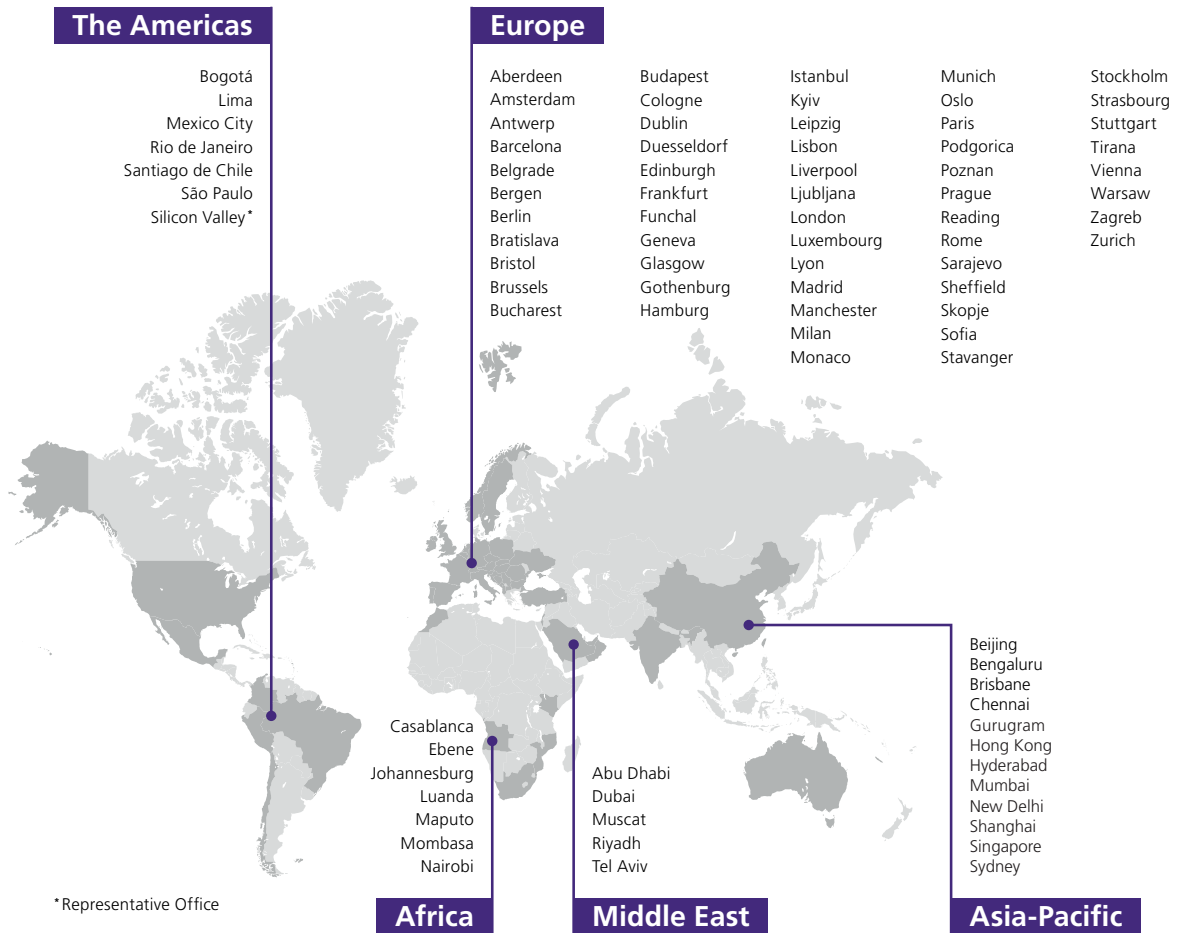 The Americas
Bogotá
Lima
Mexico City
Rio de Janeiro
Santiago de Chile
São Paulo
Silicon Valley*
Europe
Aberdeen
Amsterdam
Antwerp
Barcelona
Belgrade
Bergen
Berlin
Bratislava
Bristol
Brussels
Bucharest
Budapest
Cologne
Dublin
Duesseldorf
Edinburgh
Frankfurt
Funchal
Geneva
Glasgow
Gothenburg
Hamburg
Istanbul
Kyiv
Leipzig
Lisbon
Liverpool
Ljubljana
London
Luxembourg
Lyon
Madrid
Manchester
Milan
Monaco
Munich
Oslo
Paris
Podgorica
Poznan
Prague
Reading
Rome
Sarajevo
Sheffield
Skopje
Sofia
Stavanger
Stockholm
Strasbourg
Stuttgart
Tirana
Vienna
Warsaw
Zagreb
Zurich
Casablanca
Ebene
Johannesburg
Luanda
Maputo
Mombasa
Nairobi
Africa
Abu Dhabi
Dubai
Muscat
Riyadh
Tel Aviv
Middle East
Beijing
Bengaluru
Brisbane
Chennai
Gurugram
Hong Kong
Hyderabad
Mumbai
New Delhi
Shanghai
Singapore
Sydney
Asia-Pacific
*Representative Office